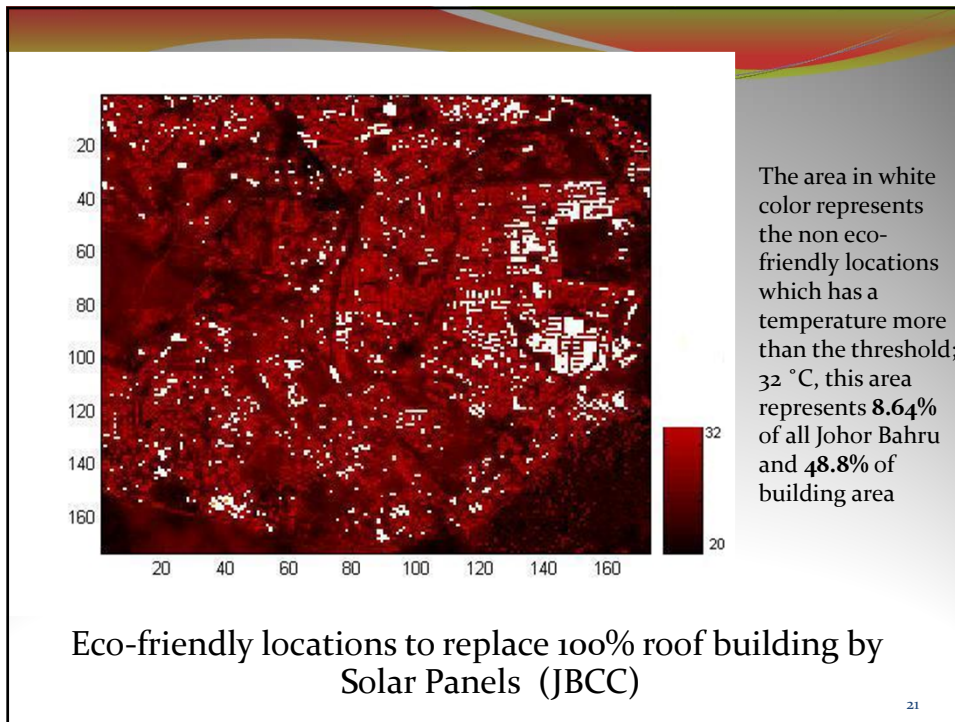 20
40
60
80
100
120
140
160
20 40 60 80 100 120 140 160
32
20
The area in white
color represents
the non eco-
friendly locations
which has a
temperature more
than the threshold;
32 ˚C, this area
represents 8.64%
of all Johor Bahru
and 48.8% of
building area
Eco-friendly locations to replace 100% roof building by
Solar Panels (JBCC)
21